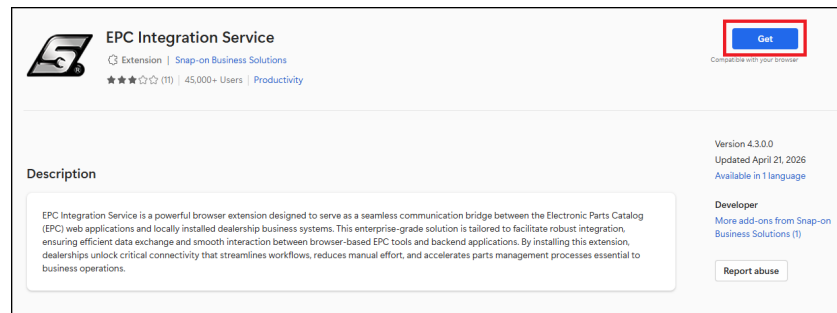 EPC Integration Service
Extension | Snap-on Business Solutions
(11) | 45,000+ Users | Productivity
Get
Compatible with your browser
Description
EPC Integration Service is a powerful browser extension designed to serve as a seamless communication bridge between the Electronic Parts Catalog
(EPC) web applications and locally installed dealership business systems. This enterprise-grade solution is tailored to facilitate robust integration,
ensuring efficient data exchange and smooth interaction between browser-based EPC tools and backend applications. By installing this extension,
dealerships unlock critical connectivity that streamlines workflows, reduces manual effort, and accelerates parts management processes essential to
business operations.
Version 4.3.0.0
Updated April 21, 2026
Available in 1 language
Developer
More add-ons from Snap-on
Business Solutions (1)
Report abuse